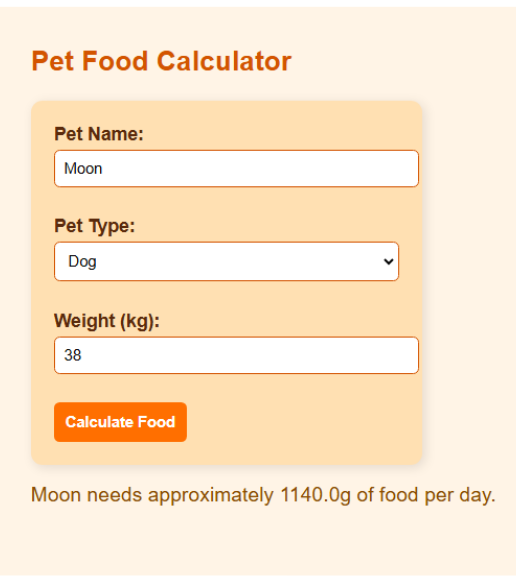 Pet Food Calculator
Pet Name:
Moon
Pet Type:
Dog
Weight (kg):
38
Calculate Food
Moon needs approximately 1140.0g of food per day.